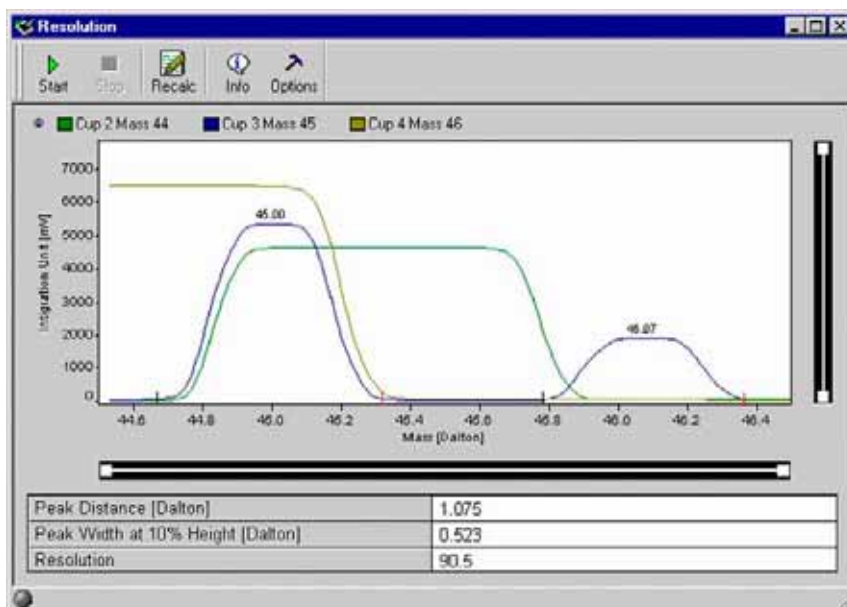 Resolution
Start Stop Recalc Info Options
Cup 2 Mass 44 Cup 3 Mass 45 Cup 4 Mass 46
7000
6000
5000
4000
3000
2000
1000
0
Integration Unit [mV]
45.00
46.07
44.6 44.8 45.0 45.2 45.4 45.6 45.8 46.0 46.2 46.4
Mass [Dalton]
Peak Distance [Dalton] 1.075
Peak Width at 10% Height [Dalton] 0.523
Resolution 90.5